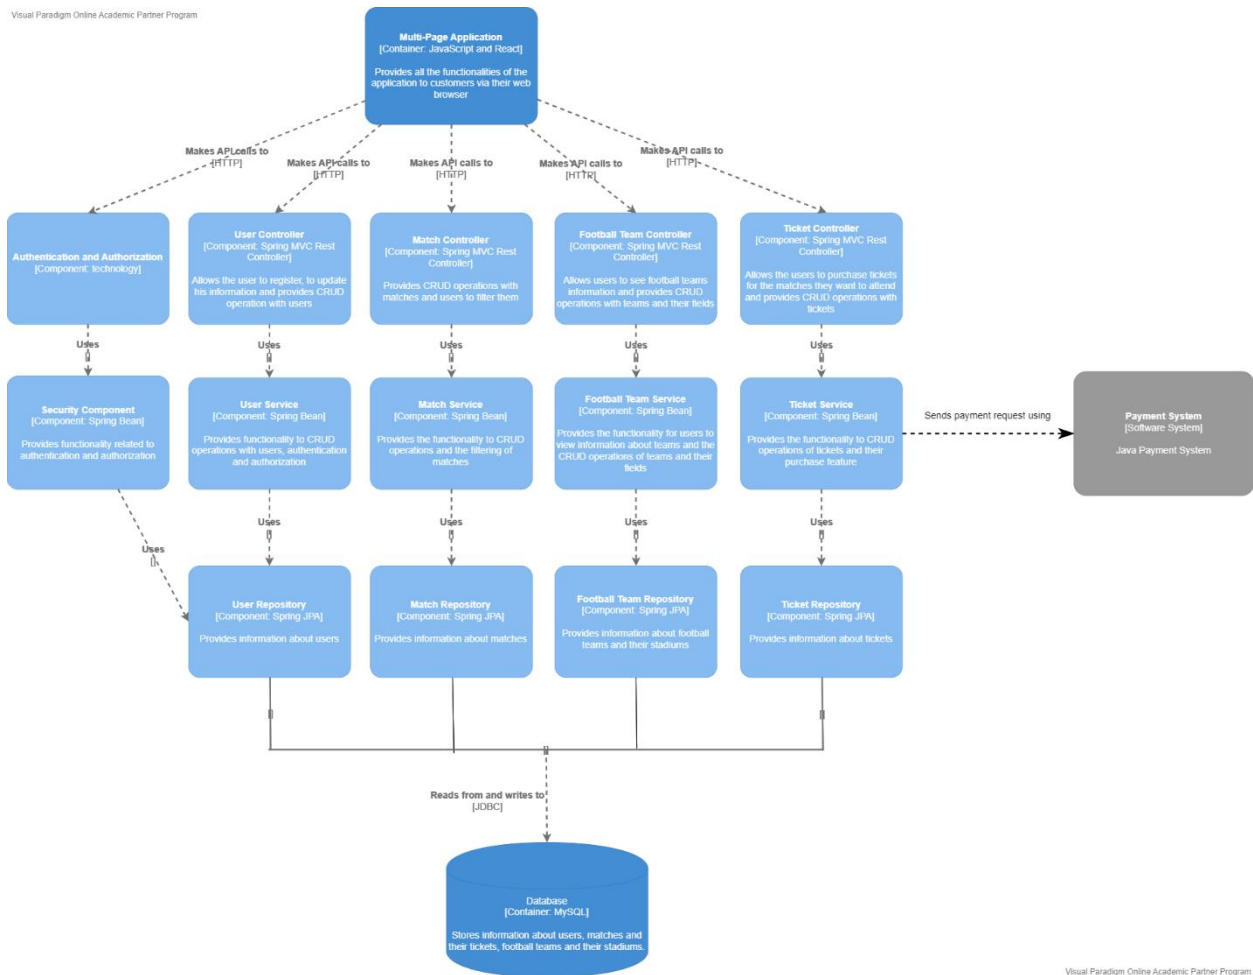 Visual Paradigm Online Academic Partner Program
Multi-Page Application
[Container: JavaScript and React]
Provides all the functionalities of the
application to customers via their web
browser
Makes API calls to
[HTTP]
Makes API calls to
[HTTP]
Makes API calls to
[HTTP]
Makes API calls to
[HTTP]
Makes API calls to
[HTTP]
Authentication and Authorization
[Component: technology]
User Controller
[Component: Spring MVC Rest
Controller]
Allows the user to register, to update
his information and provides CRUD
operation with users
Match Controller
[Component: Spring MVC Rest
Controller]
Provides CRUD operations with
matches and users to filter them
Football Team Controller
[Component: Spring MVC Rest
Controller]
Allows users to see football teams
information and provides CRUD
operations with teams and their fields
Ticket Controller
[Component: Spring MVC Rest
Controller]
Allows the users to purchase tickets
for the matches they want to attend
and provides CRUD operations with
tickets
Uses
[]
Uses
[]
Uses
[]
Uses
[]
Uses
[]
Security Component
[Component: Spring Bean]
Provides functionality related to
authentication and authorization
User Service
[Component: Spring Bean]
Provides functionality to CRUD
operations with users, authentication
and authorization
Match Service
[Component: Spring Bean]
Provides the functionality to CRUD
operations and the filtering of
matches
Football Team Service
[Component: Spring Bean]
Provides the functionality for users to
view information about teams and the
CRUD operations of teams and their
fields
Ticket Service
[Component: Spring Bean]
Provides the functionality to CRUD
operations of tickets and their
purchase feature
Sends payment request using
Payment System
[Software System]
Java Payment System
Uses
[]
Uses
[]
Uses
[]
Uses
[]
Uses
[]
User Repository
[Component: Spring JPA]
Provides information about users
Match Repository
[Component: Spring JPA]
Provides information about matches
Football Team Repository
[Component: Spring JPA]
Provides information about football
teams and their stadiums
Ticket Repository
[Component: Spring JPA]
Provides information about tickets
[]
[]
[]
Reads from and writes to
[JDBC]
Database
[Container: MySQL]
Stores information about users, matches and
their tickets, football teams and their stadiums.
Visual Paradigm Online Academic Partner Program